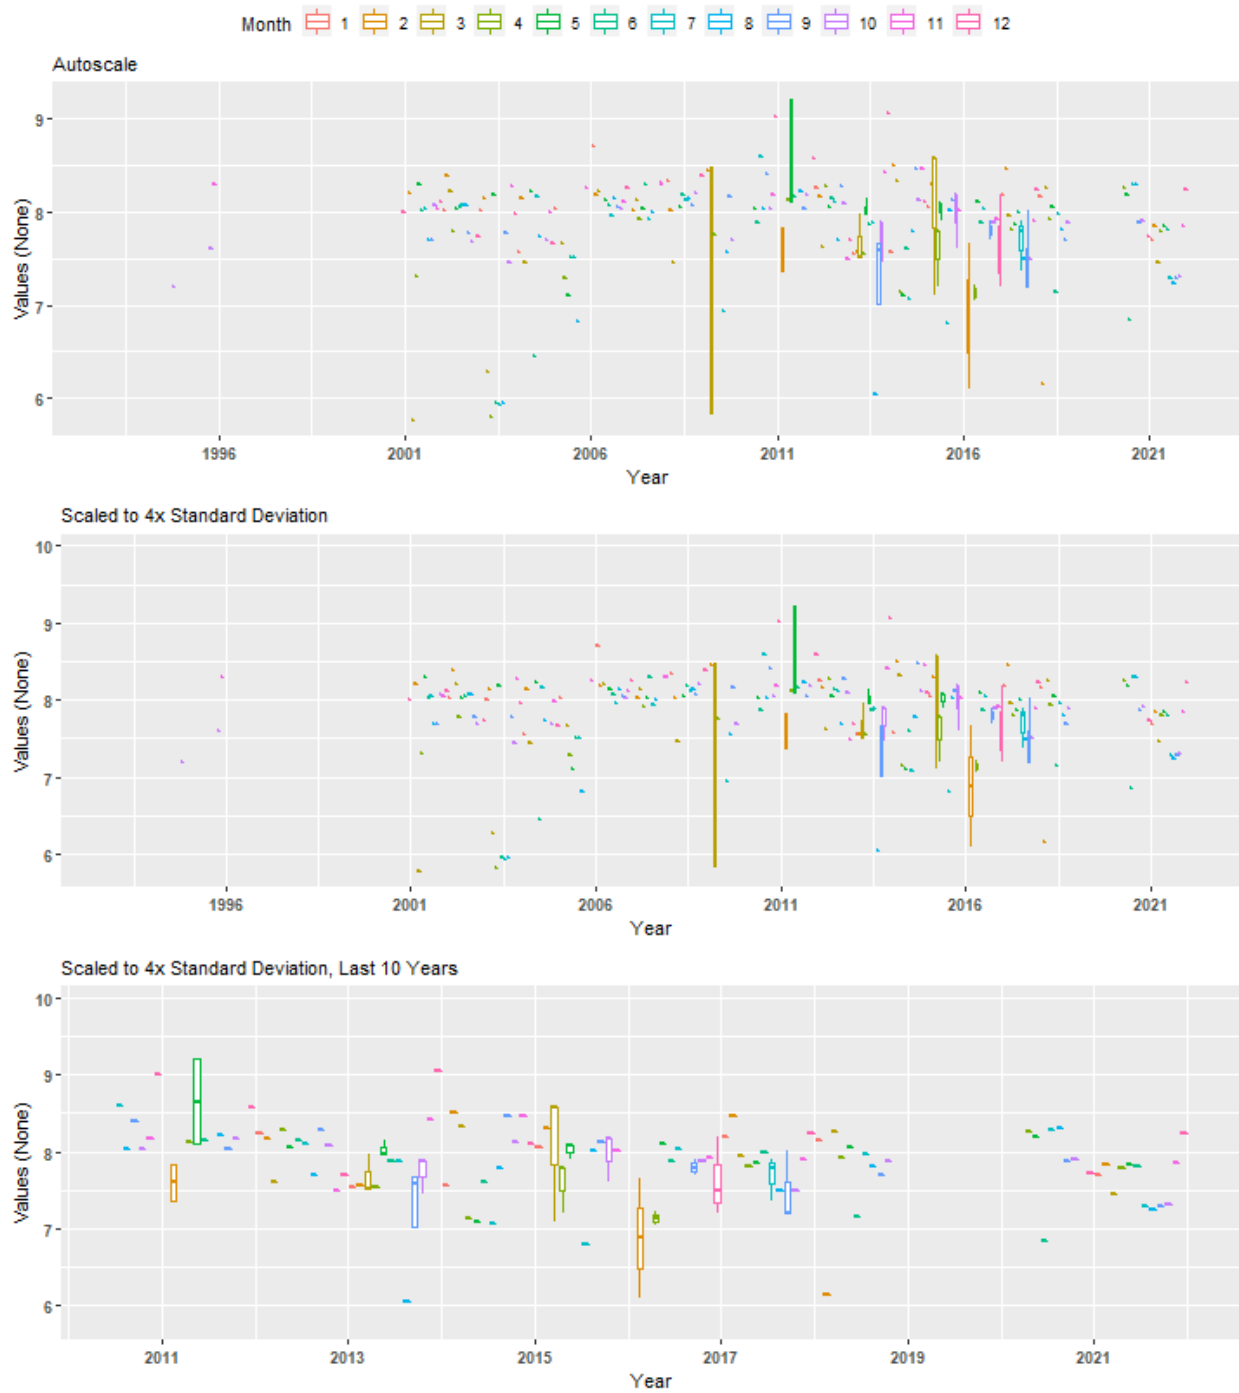 Month 1 2 3 4 5 6 7 8 9 10 11 12
Autoscale
9
8
7
6
Values (None)
1996 2001 2006 2011 2016 2021
Year
Scaled to 4x Standard Deviation
10
9
8
7
6
Values (None)
1996 2001 2006 2011 2016 2021
Year
Scaled to 4x Standard Deviation, Last 10 Years
10
9
8
7
6
Values (None)
2011 2013 2015 2017 2019 2021
Year